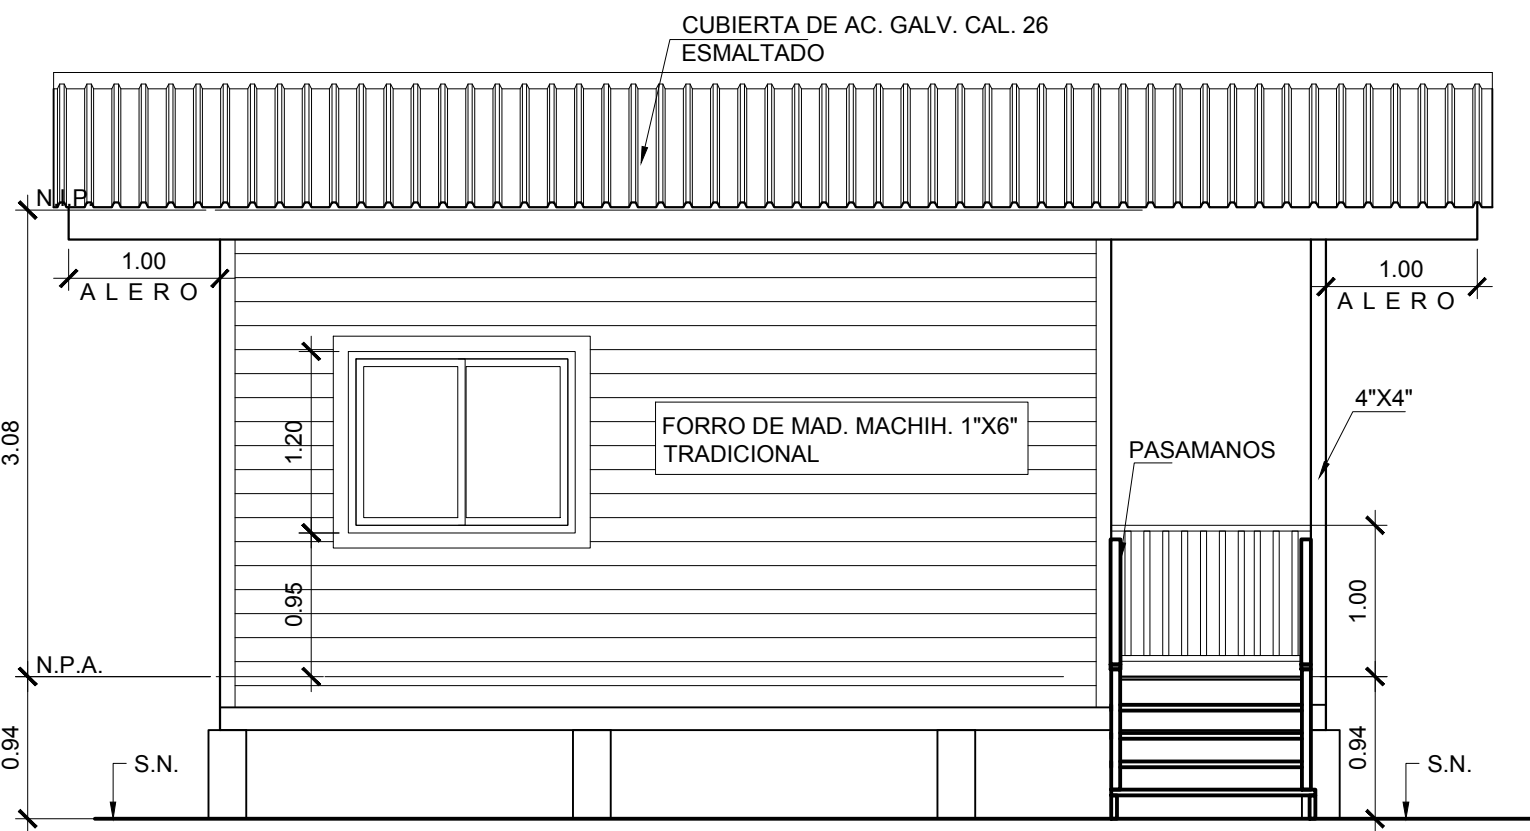 CUBIERTA DE AC. GALV. CAL. 26
ESMALTADO
N.I.P.
1.00
A L E R O
1.00
A L E R O
3.08
1.20
FORRO DE MAD. MACHIH. 1"X6"
TRADICIONAL
4"X4"
PASAMANOS
0.95
1.00
N.P.A.
0.94
S.N.
0.94
S.N.